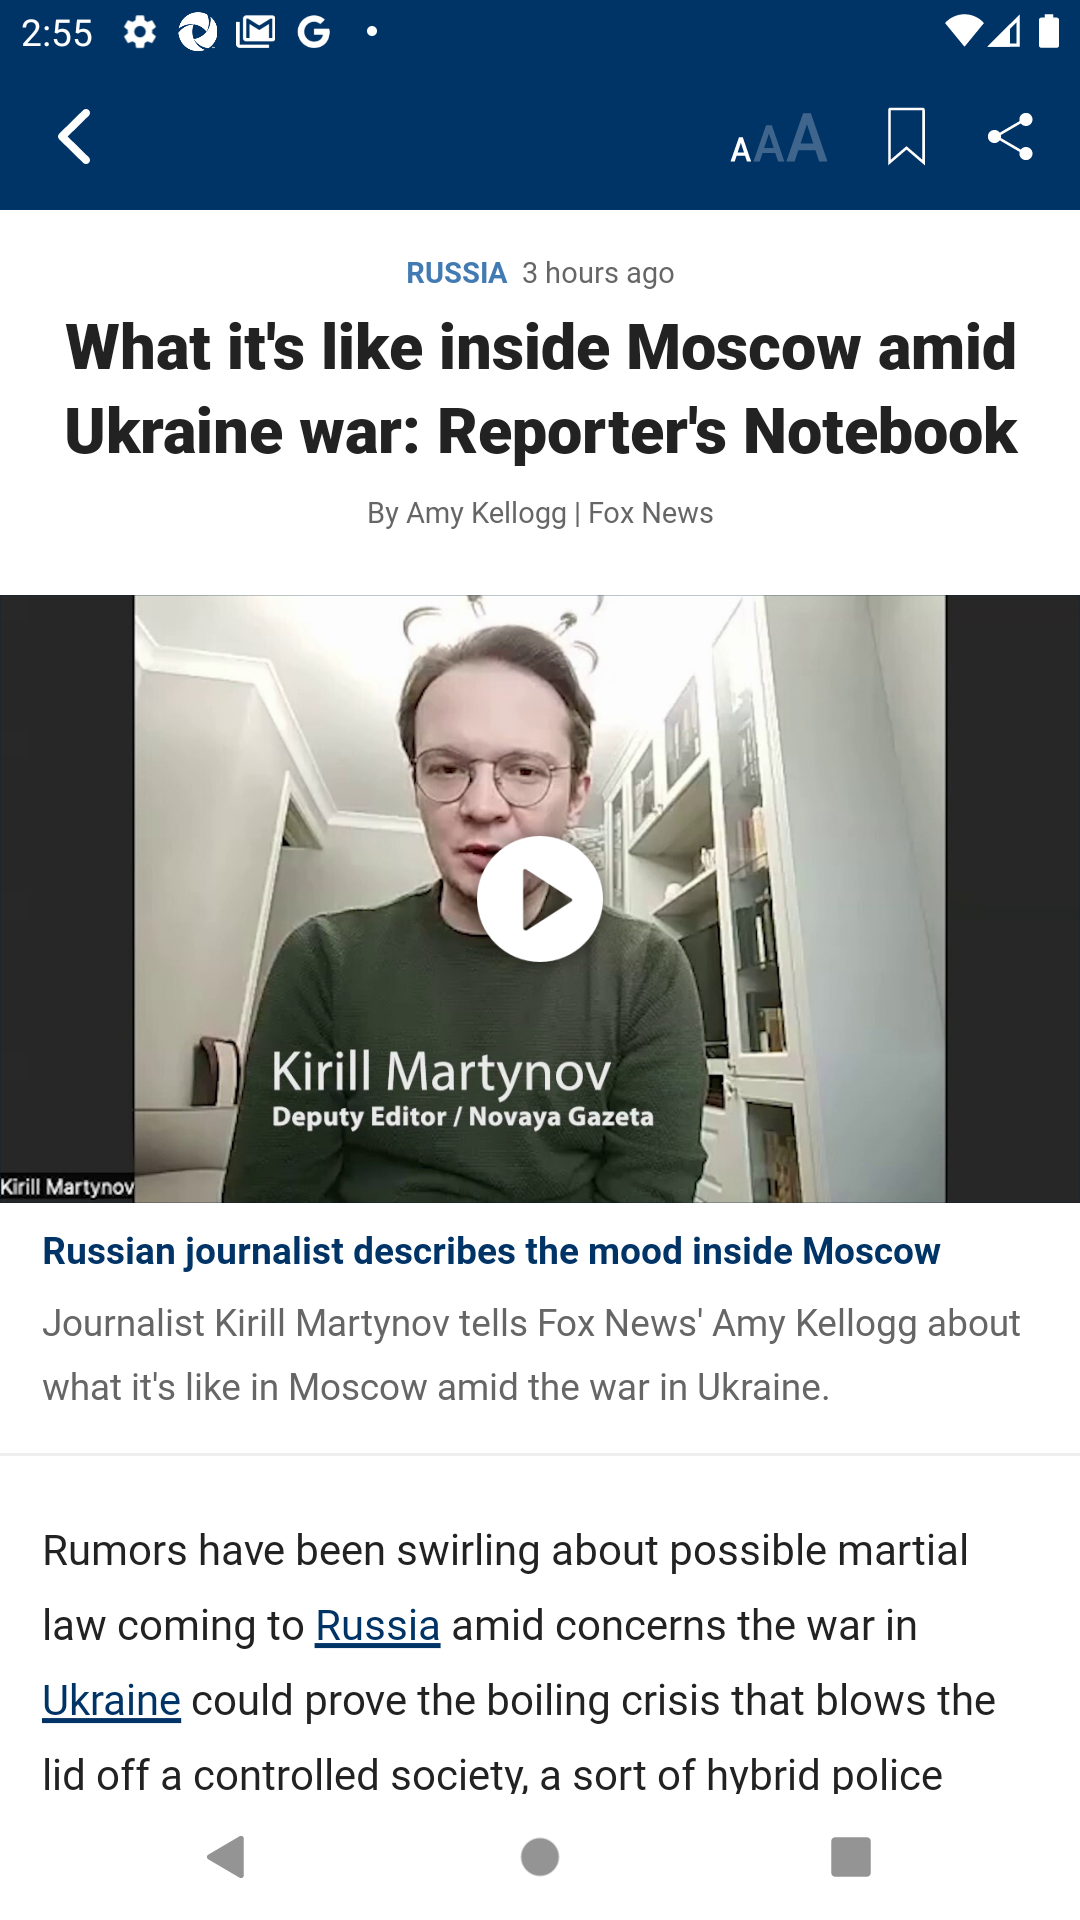 2:55
AAA
RUSSIA 3 hours ago
What it's like inside Moscow amid
Ukraine war: Reporter's Notebook
By Amy Kellogg | Fox News
Kirill Martynov
Deputy Editor / Novaya Gazeta
Kirill Martynov
Russian journalist describes the mood inside Moscow
Journalist Kirill Martynov tells Fox News' Amy Kellogg about
what it's like in Moscow amid the war in Ukraine.
Rumors have been swirling about possible martial
law coming to Russia amid concerns the war in
Ukraine could prove the boiling crisis that blows the
lid off a controlled society, a sort of hybrid police